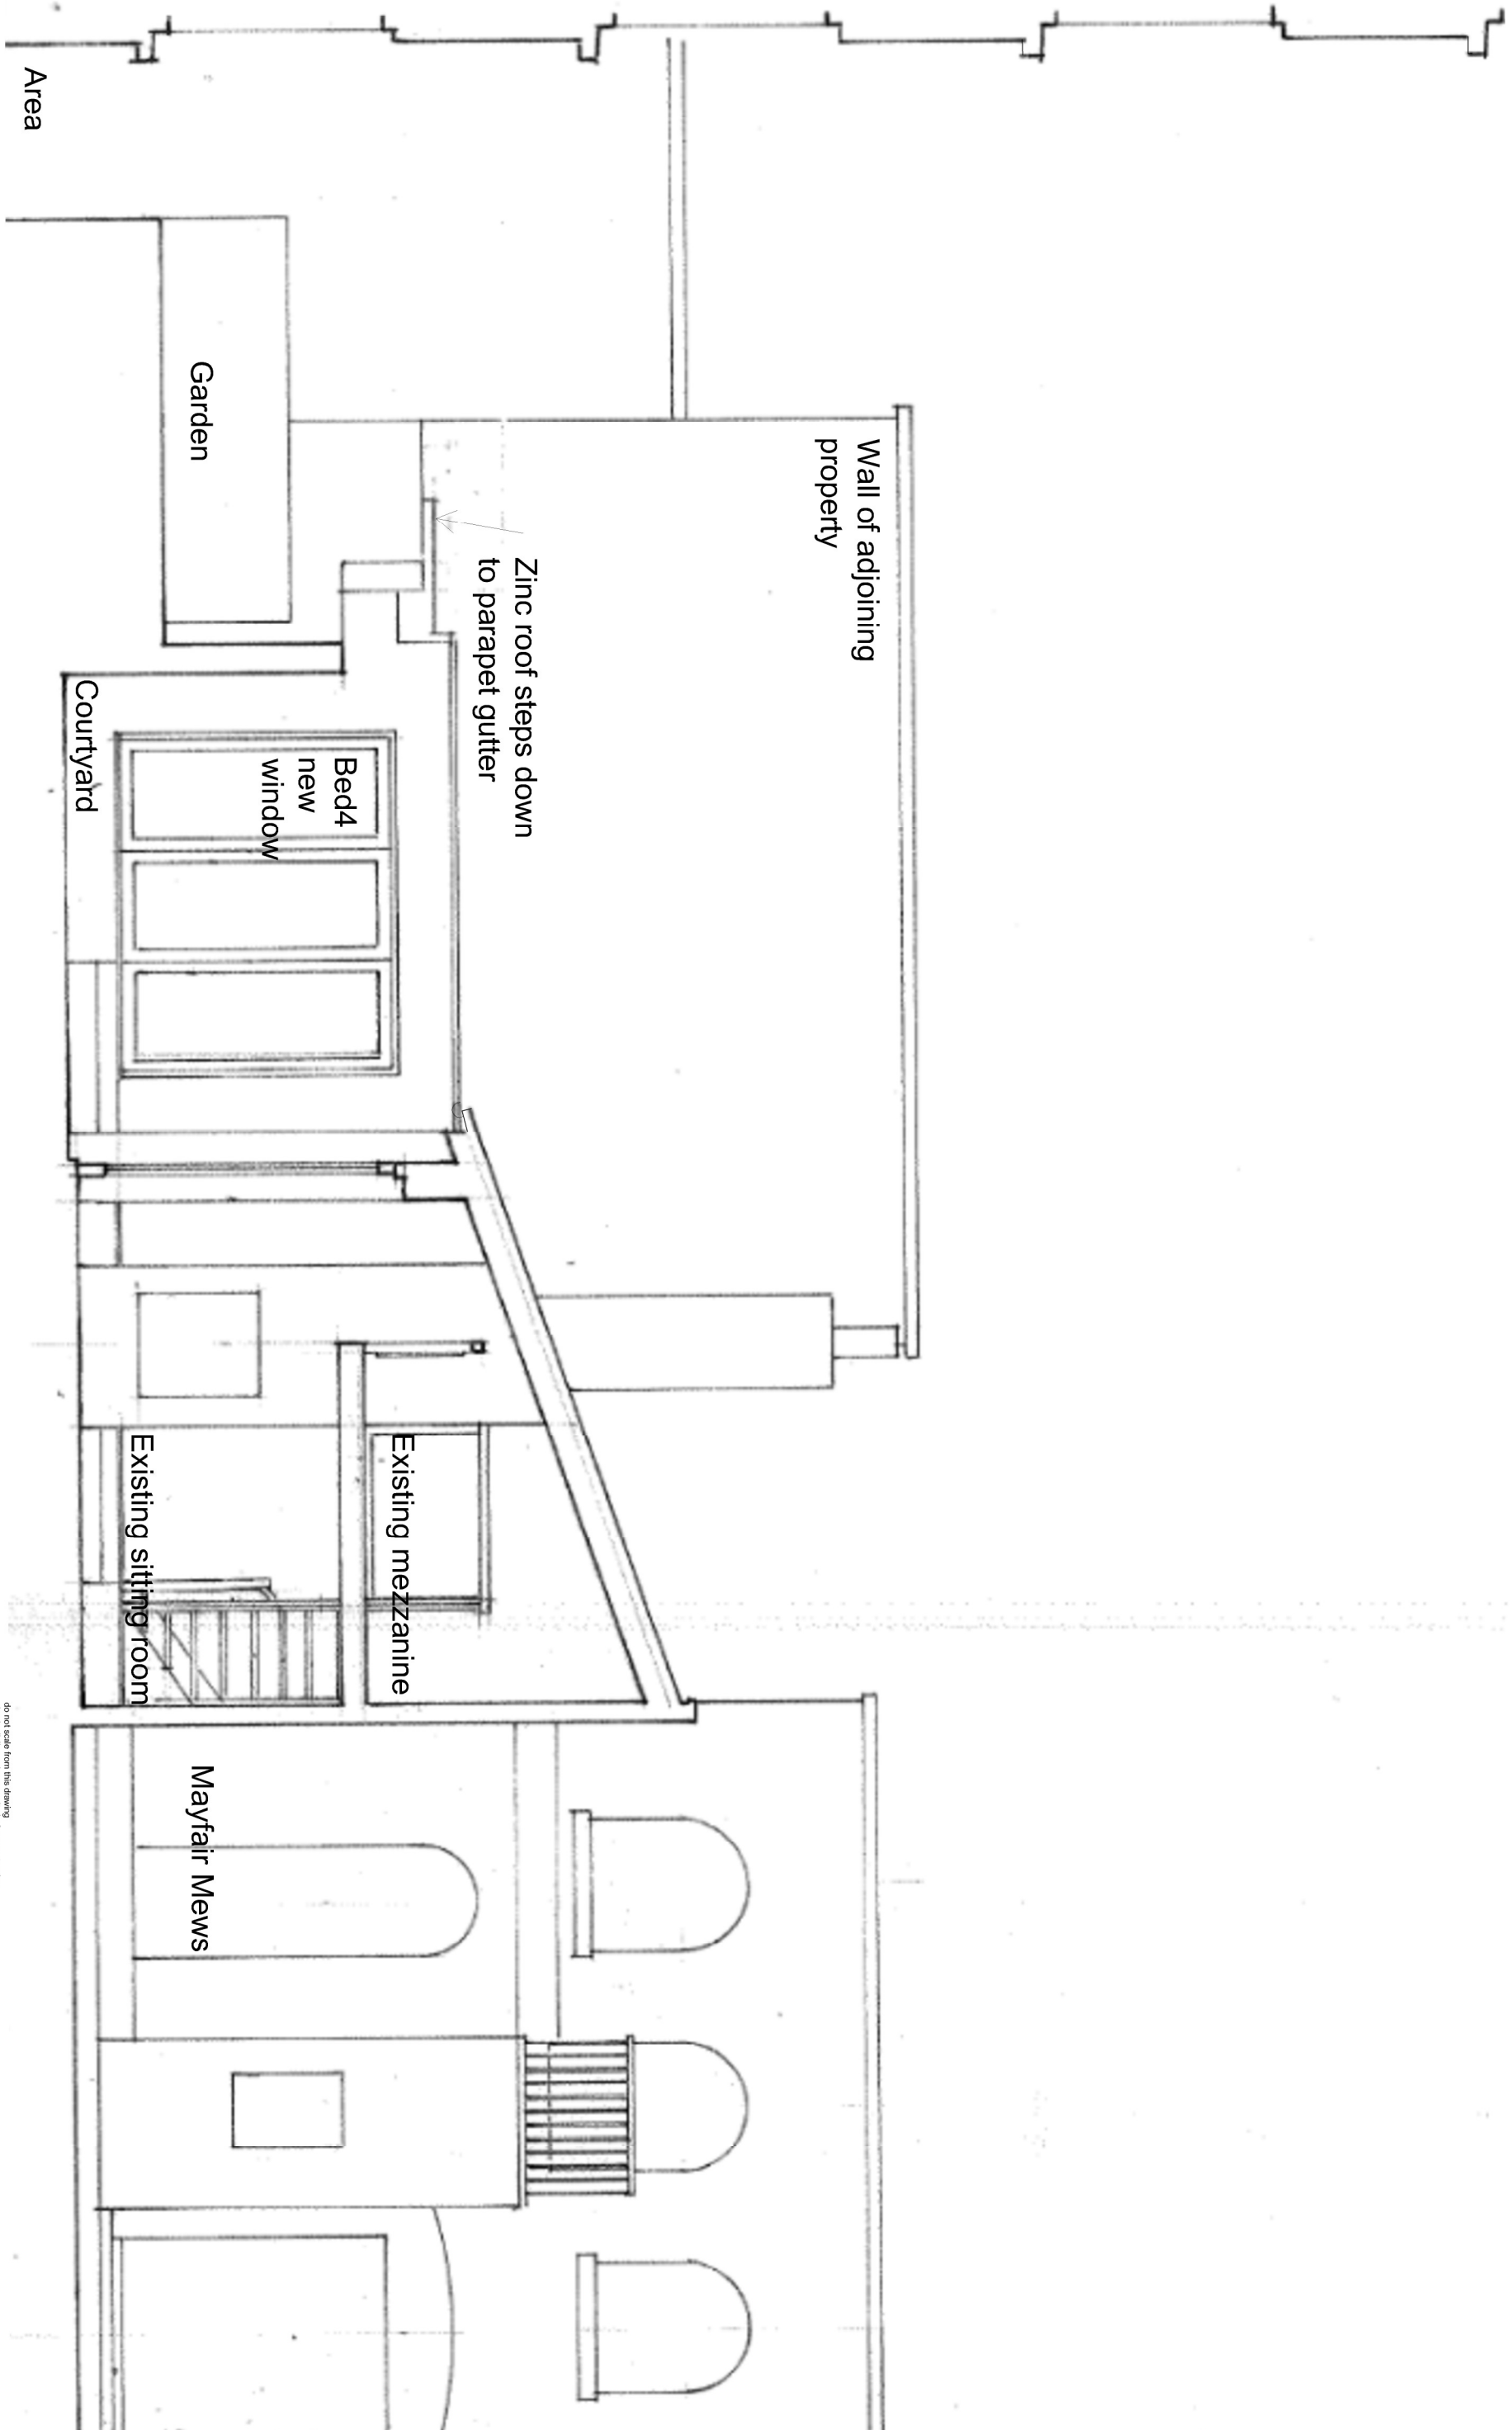 Area
Garden
Wall of adjoining
property
Zinc roof steps down
to parapet gutter
Courtyard
Bed4
new
window
Existing mezzanine
Existing sitting room
Mayfair Mews
do not scale from this drawing